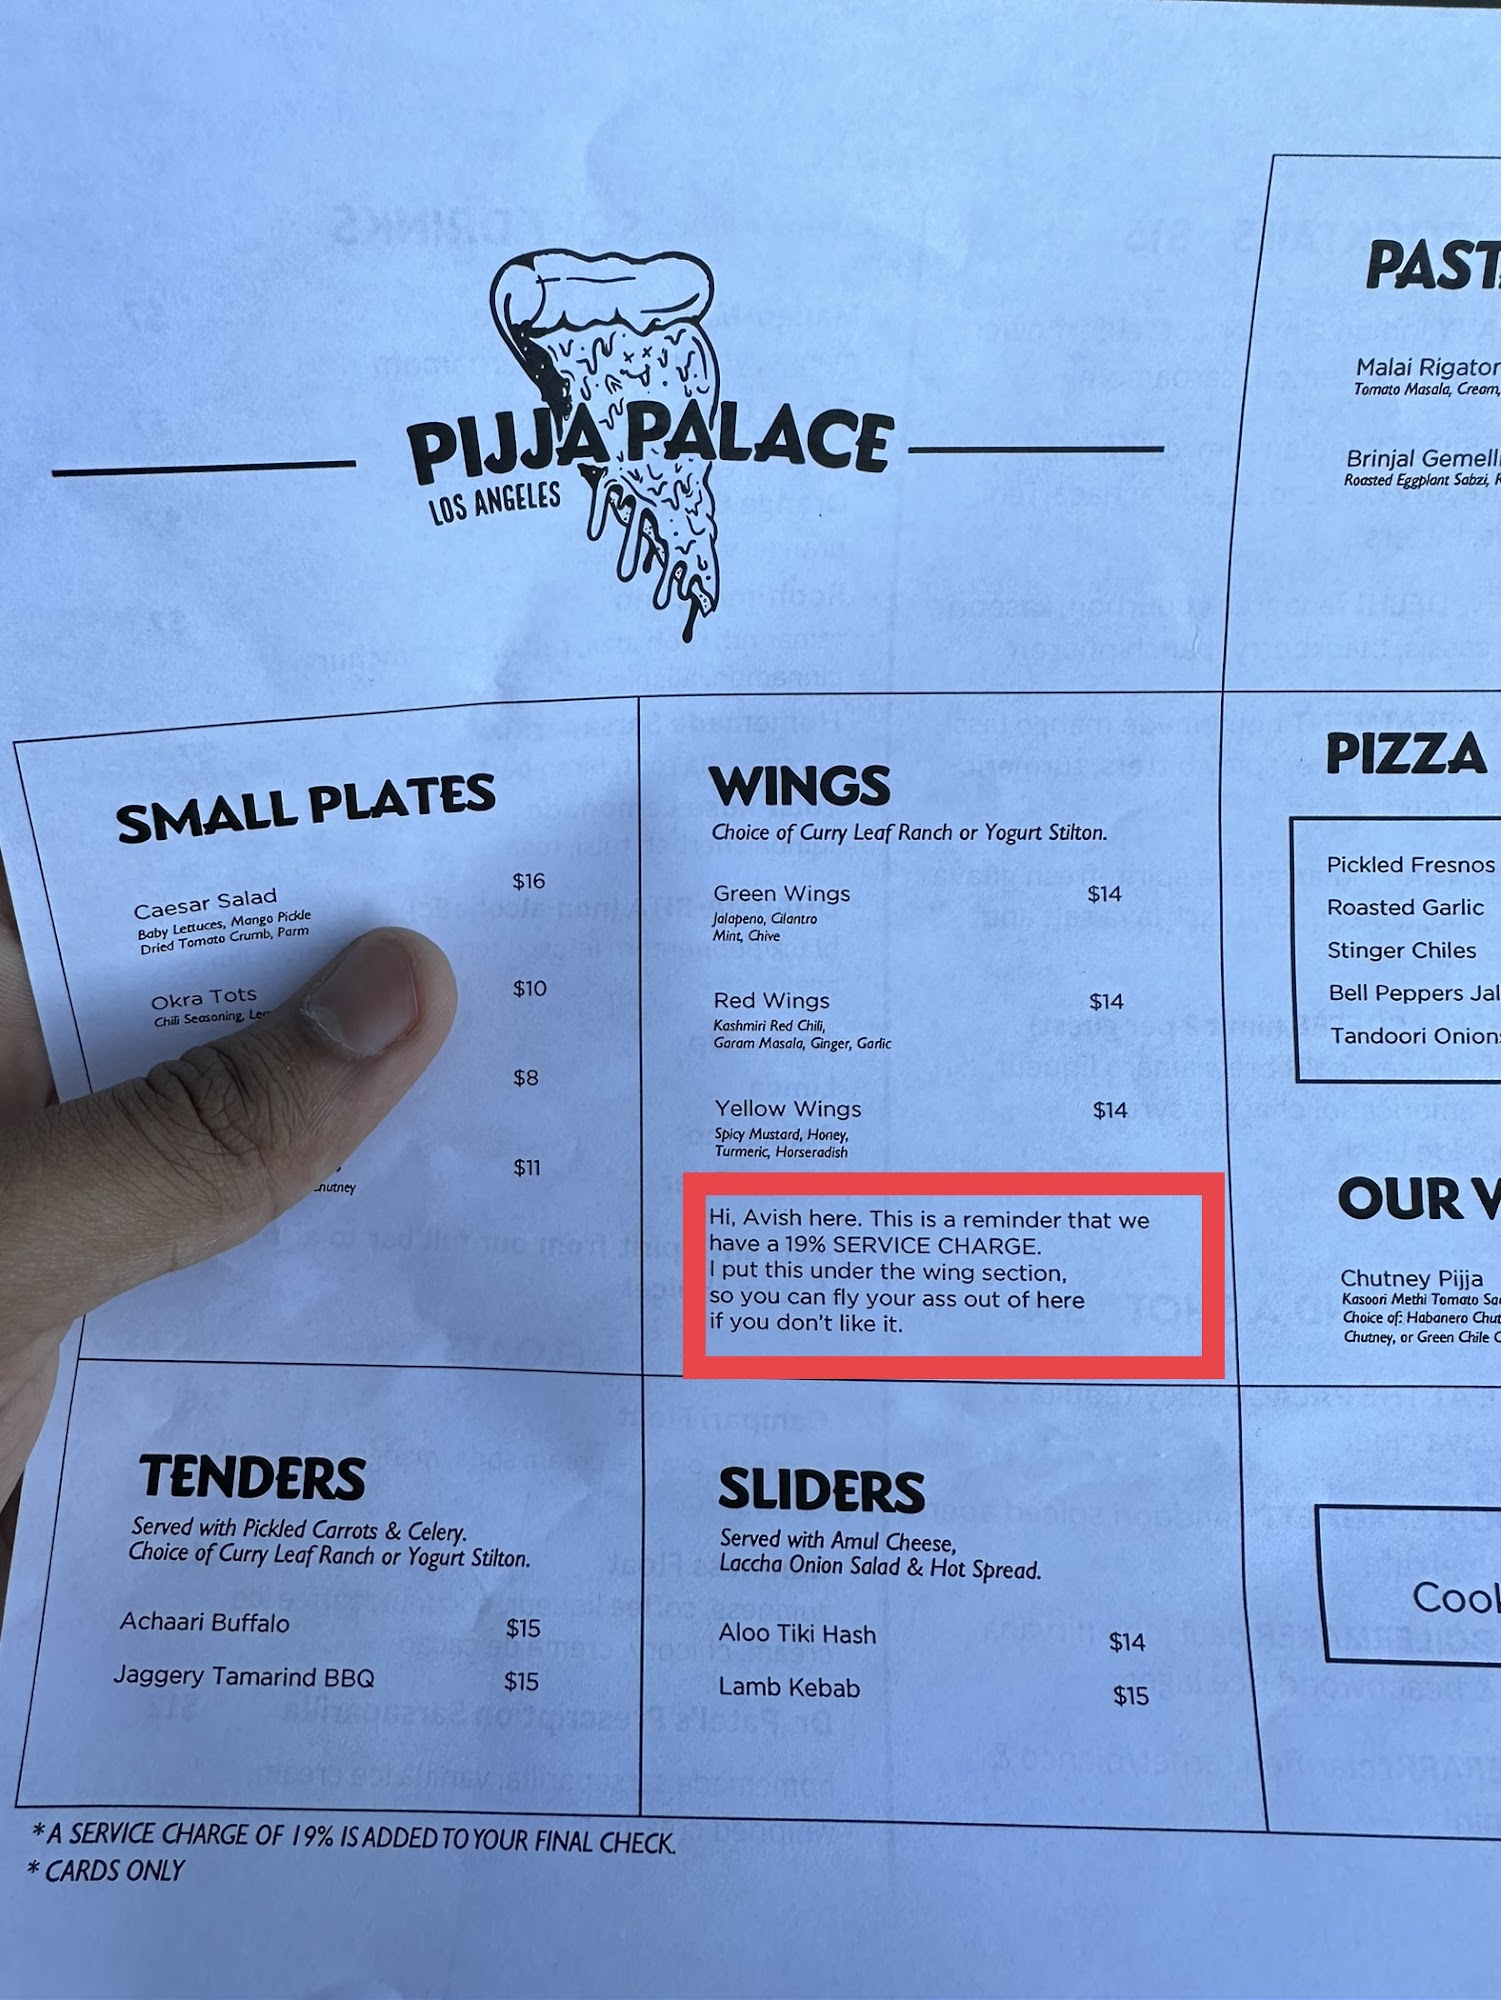 PIJJA PALACE
LOS ANGELES
SMALL PLATES
Caesar Salad $16
Baby Lettuces, Mango Pickle
Dried Tomato Crumb, Parm
Okra Tots $10
Chili Seasoning,
$8
$11
WINGS
Choice of Curry Leaf Ranch or Yogurt Stilton.
Green Wings $14
Jalapeno, Cilantro
Mint, Chive
Red Wings $14
Kashmiri Red Chili,
Garam Masala, Ginger, Garlic
Yellow Wings $14
Spicy Mustard, Honey,
Turmeric, Horseradish
Hi, Avish here. This is a reminder that we
have a 19% SERVICE CHARGE.
I put this under the wing section,
so you can fly your ass out of here
if you don't like it.
TENDERS
Served with Pickled Carrots & Celery.
Choice of Curry Leaf Ranch or Yogurt Stilton.
Achaari Buffalo $15
Jaggery Tamarind BBQ $15
SLIDERS
Served with Amul Cheese,
Laccha Onion Salad & Hot Spread.
Aloo Tiki Hash $14
Lamb Kebab $15
Malai
Tomato Masala, Cream,
Brinjal
Roasted Eggplant Sabzi,
PIZZA
Pickled Fresnos
Roasted Garlic
Stinger Chiles
Bell Peppers
Tandoori
OUR
Chutney Pijja
Kasoori Methi Tomato
Choice of: Habanero
Chutney, or Green Chile
*A SERVICE CHARGE OF 19% IS ADDED TO YOUR FINAL CHECK.
* CARDS ONLY